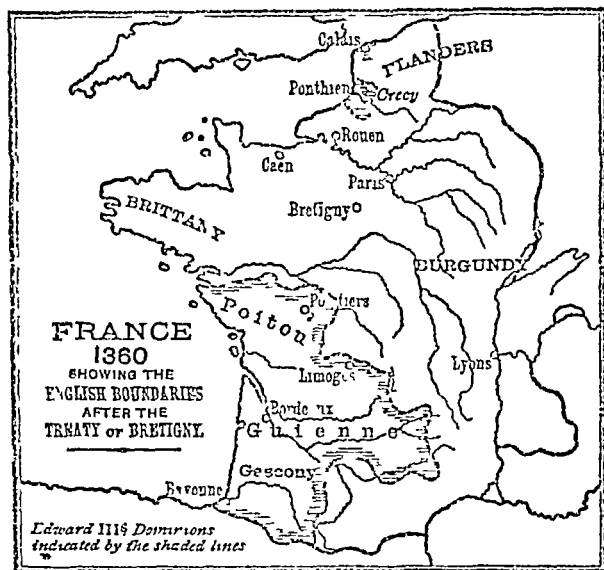 Calais
FLANDERS
Ponthieu
Crecy
Rouen
Caen
Paris
BRITTANY
Bretigny
BURGUNDY
Poitiers
Poitou
FRANCE
1360
SHOWING THE
ENGLISH BOUNDARIES
AFTER THE
TREATY OF BRETIGNY.
Limoges
Lyons
Bordeaux
Guienne
Gascony
Bayonne
Edward III's Dominions
indicated by the shaded lines